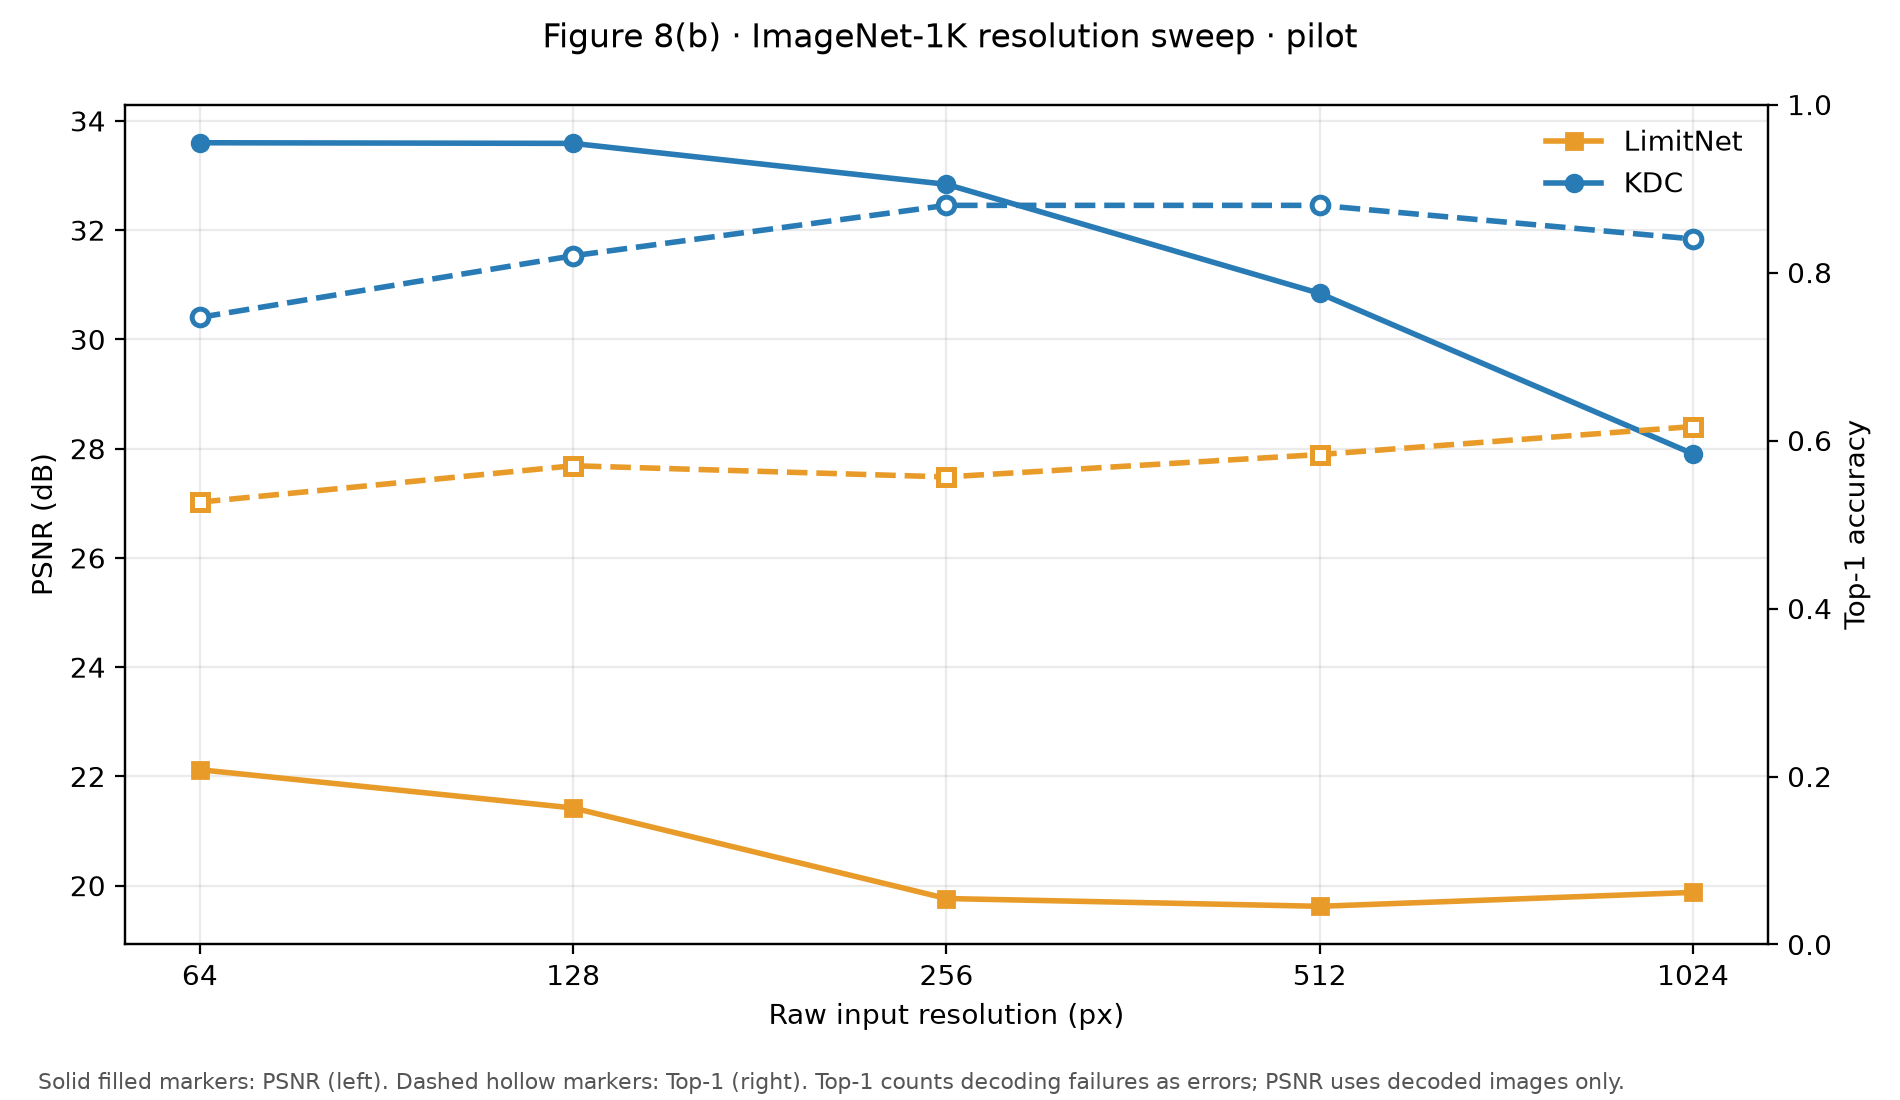 Figure 8(b) · ImageNet-1K resolution sweep · pilot
34
32
30
28
26
24
22
20
PSNR (dB)
LimitNet
KDC
1.0
0.8
0.6
0.4
0.2
0.0
Top-1 accuracy
64 128 256 512 1024
Raw input resolution (px)
Solid filled markers: PSNR (left). Dashed hollow markers: Top-1 (right). Top-1 counts decoding failures as errors; PSNR uses decoded images only.